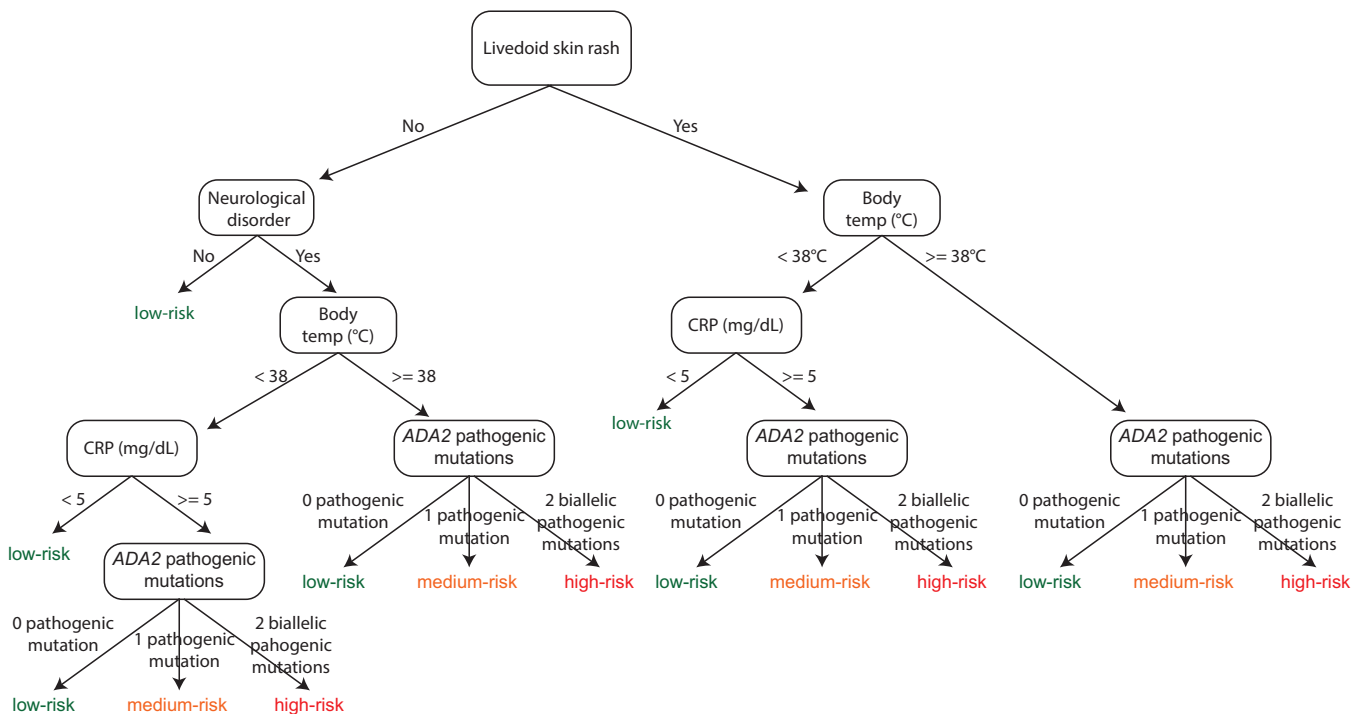 Livedoid skin rash
No
Yes
Neurological
disorder
Body
temp (°C)
No
Yes
< 38°C
>= 38°C
low-risk
Body
temp (°C)
CRP (mg/dL)
< 38
>= 38
< 5
>= 5
low-risk
CRP (mg/dL)
ADA2 pathogenic
mutations
ADA2 pathogenic
mutations
ADA2 pathogenic
mutations
< 5
>= 5
0 pathogenic
mutation
1 pathogenic
mutation
2 biallelic
pathogenic
mutations
0 pathogenic
mutation
1 pathogenic
mutation
2 biallelic
pathogenic
mutations
0 pathogenic
mutation
1 pathogenic
mutation
2 biallelic
pathogenic
mutations
low-risk
ADA2 pathogenic
mutations
low-risk
medium-risk
high-risk
low-risk
medium-risk
high-risk
low-risk
medium-risk
high-risk
0 pathogenic
mutation
1 pathogenic
mutation
2 biallelic
pahogenic
mutations
low-risk
medium-risk
high-risk